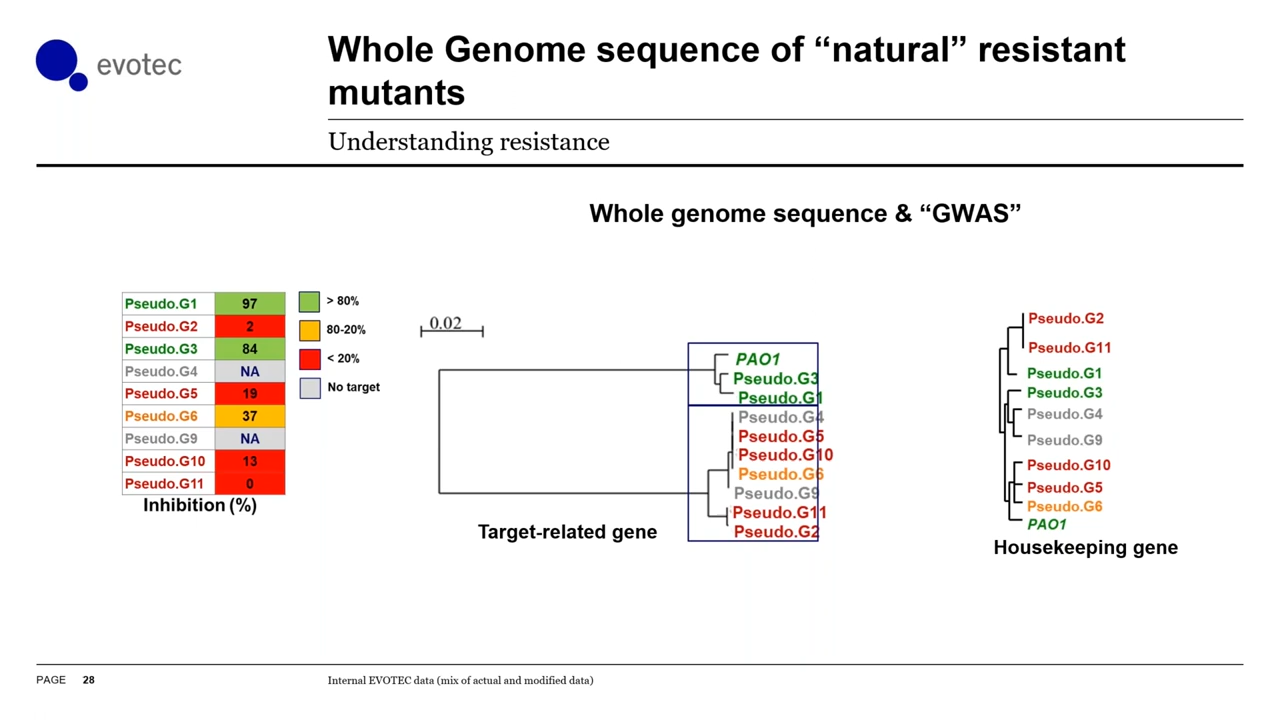 evotec
Whole Genome sequence of “natural” resistant
mutants
Understanding resistance
Whole genome sequence & “GWAS”
Pseudo.G1 97
Pseudo.G2 2
Pseudo.G3 84
Pseudo.G4 NA
Pseudo.G5 19
Pseudo.G6 37
Pseudo.G9 NA
Pseudo.G10 13
Pseudo.G11 0
Inhibition (%)
> 80%
80-20%
< 20%
No target
0.02
PAO1
Pseudo.G3
Pseudo.G1
Pseudo.G4
Pseudo.G5
Pseudo.G10
Pseudo.G6
Pseudo.G9
Pseudo.G11
Pseudo.G2
Target-related gene
Pseudo.G2
Pseudo.G11
Pseudo.G1
Pseudo.G3
Pseudo.G4
Pseudo.G9
Pseudo.G10
Pseudo.G5
Pseudo.G6
PAO1
Housekeeping gene
PAGE 28
Internal EVOTEC data (mix of actual and modified data)